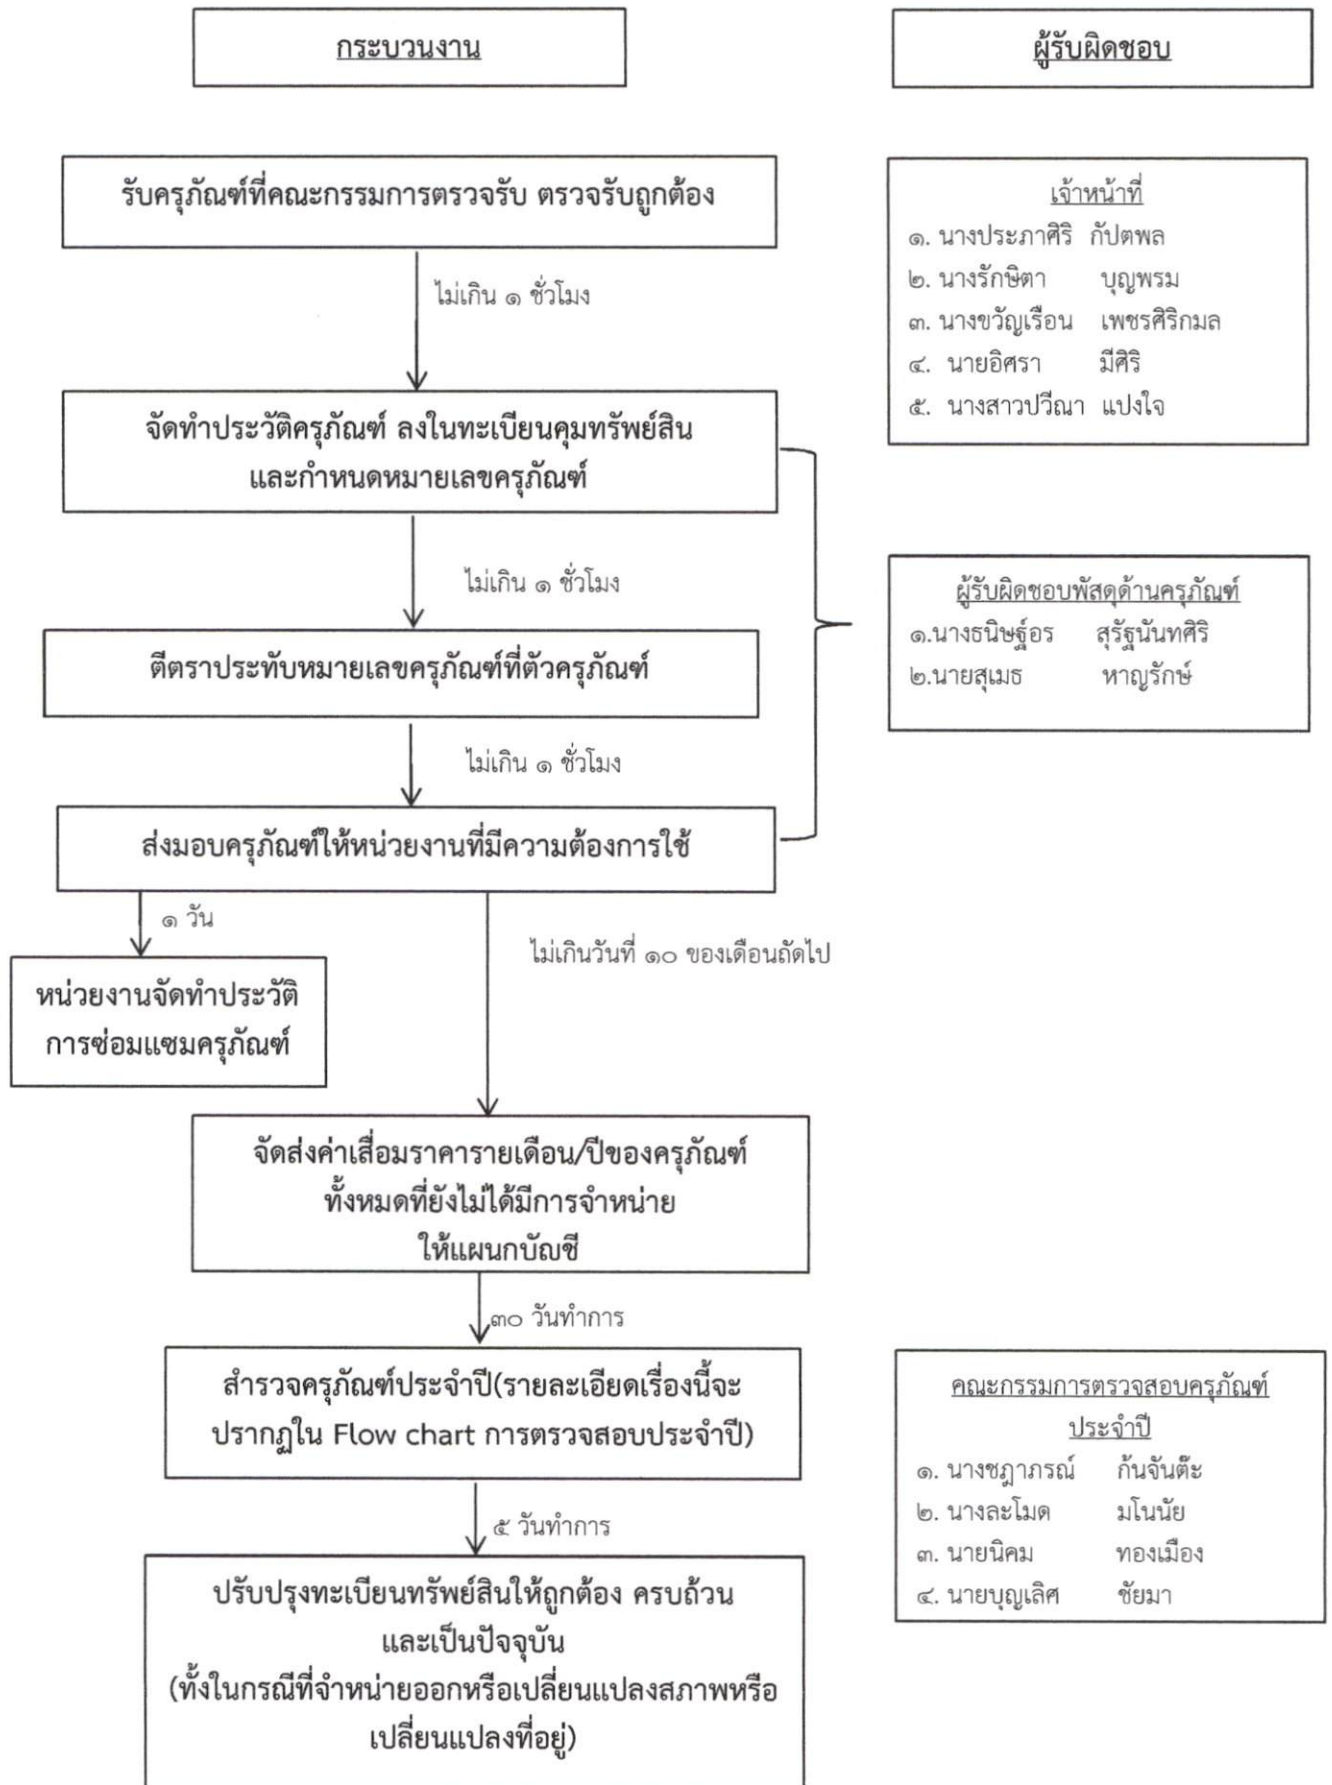 กระบวนงาน
ผู้รับผิดชอบ
รับครุภัณฑ์ที่คณะกรรมการตรวจรับ ตรวจรับถูกต้อง
เจ้าหน้าที่
๑. นางประภาศิริ กัปตพล
๒. นางรักษิตา บุญพรม
๓. นางขวัญเรือน เพชรศิริกมล
๔. นายอิศรา มีศิริ
๕. นางสาวปวีณา แปงใจ
ไม่เกิน ๑ ชั่วโมง
จัดทำประวัติครุภัณฑ์ ลงในทะเบียนคุมทรัพย์สิน
และกำหนดหมายเลขครุภัณฑ์
ไม่เกิน ๑ ชั่วโมง
ผู้รับผิดชอบพัสดุด้านครุภัณฑ์
๑.นางธนิษฐ์อร สุรัฐนันทศิริ
๒.นายสุเมธ หาญรักษ์
ตีตราประทับหมายเลขครุภัณฑ์ที่ตัวครุภัณฑ์
ไม่เกิน ๑ ชั่วโมง
ส่งมอบครุภัณฑ์ให้หน่วยงานที่มีความต้องการใช้
๑ วัน
ไม่เกินวันที่ ๑๐ ของเดือนถัดไป
หน่วยงานจัดทำประวัติ
การซ่อมแซมครุภัณฑ์
จัดส่งค่าเสื่อมราคารายเดือน/ปีของครุภัณฑ์
ทั้งหมดที่ยังไม่ได้มีการจำหน่าย
ให้แผนกบัญชี
๓๐ วันทำการ
สำรวจครุภัณฑ์ประจำปี(รายละเอียดเรื่องนี้จะ
ปรากฏใน Flow chart การตรวจสอบประจำปี)
คณะกรรมการตรวจสอบครุภัณฑ์
ประจำปี
๑. นางชฎาภรณ์ ก้นจันต๊ะ
๒. นางละโมด มโนนัย
๓. นายนิคม ทองเมือง
๔. นายบุญเลิศ ชัยมา
๕ วันทำการ
ปรับปรุงทะเบียนทรัพย์สินให้ถูกต้อง ครบถ้วน
และเป็นปัจจุบัน
(ทั้งในกรณีที่จำหน่ายออกหรือเปลี่ยนแปลงสภาพหรือ
เปลี่ยนแปลงที่อยู่)